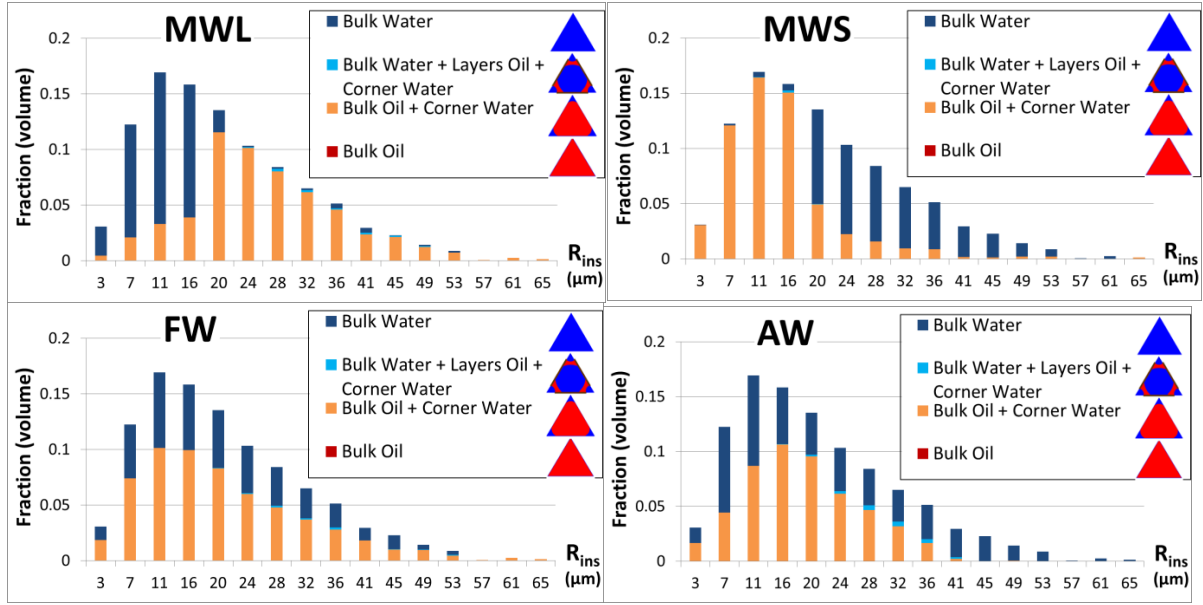 MWL
Bulk Water
Bulk Water + Layers Oil +
Corner Water
Bulk Oil + Corner Water
Bulk Oil
Fraction (volume)
0.2
0.15
0.1
0.05
0
3 7 11 16 20 24 28 32 36 41 45 49 53 57 61 65
Rins
(μm)
MWS
Bulk Water
Bulk Water + Layers Oil +
Corner Water
Bulk Oil + Corner Water
Bulk Oil
Fraction (volume)
0.2
0.15
0.1
0.05
0
3 7 11 16 20 24 28 32 36 41 45 49 53 57 61 65
Rins
(μm)
FW
Bulk Water
Bulk Water + Layers Oil +
Corner Water
Bulk Oil + Corner Water
Bulk Oil
Fraction (volume)
0.2
0.15
0.1
0.05
0
3 7 11 16 20 24 28 32 36 41 45 49 53 57 61 65
Rins
(μm)
AW
Bulk Water
Bulk Water + Layers Oil +
Corner Water
Bulk Oil + Corner Water
Bulk Oil
Fraction (volume)
0.2
0.15
0.1
0.05
0
3 7 11 16 20 24 28 32 36 41 45 49 53 57 61 65
Rins
(μm)